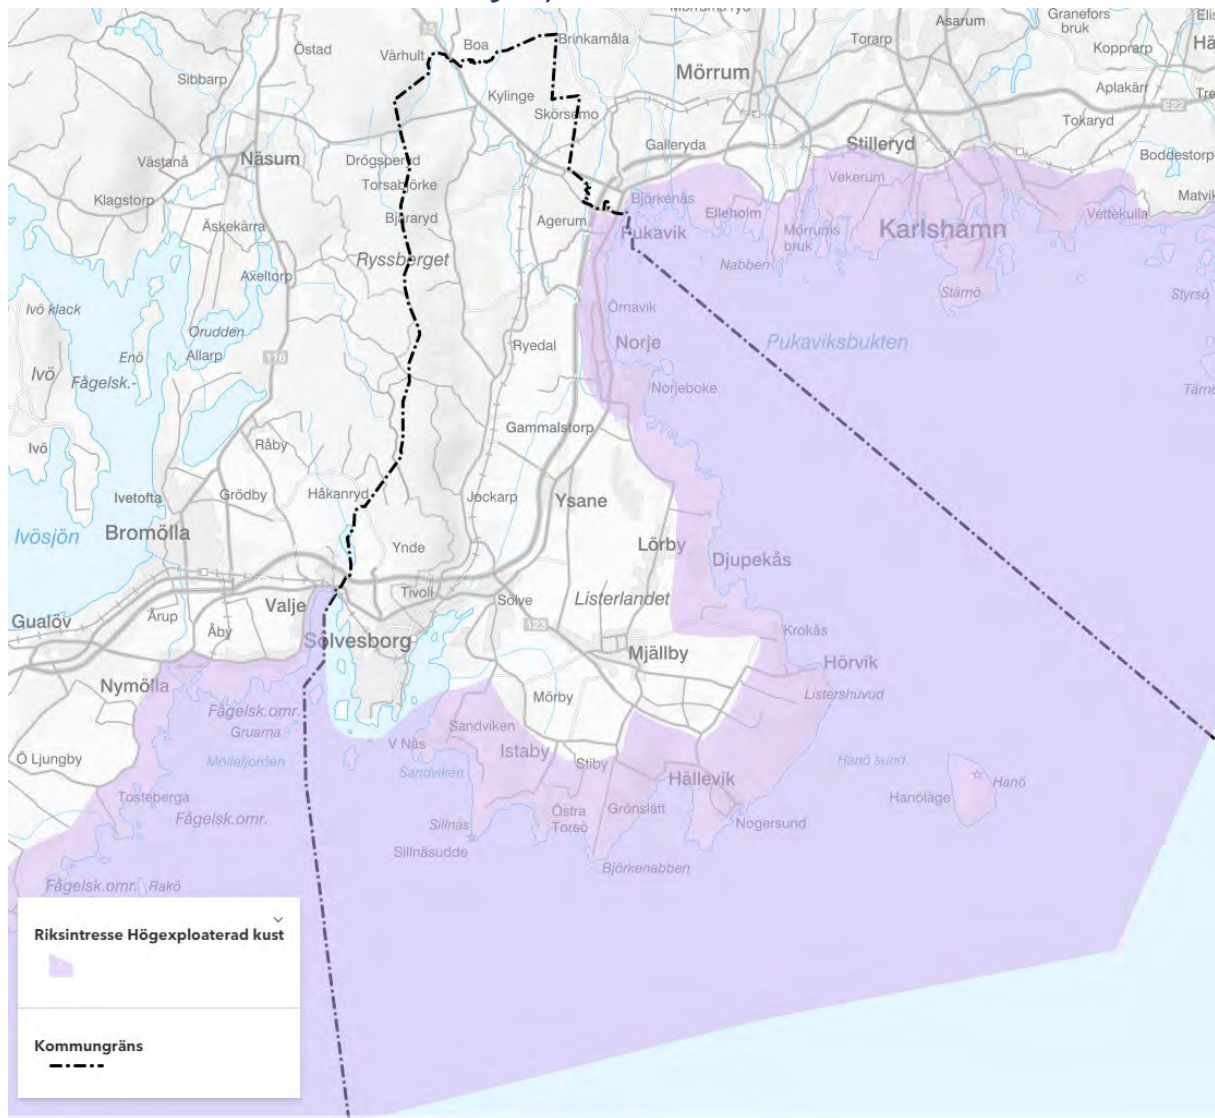 Asarum
Granefors
bruk
Östad
Boa
Brinkamåla
Torarp
Kopparp
Värhult
15
Sibbarp
Mörrum
Aplakärr
Kylinge
E22
Skörsemo
Tokaryd
Galleryda
Stilleryd
Västanå
Näsum
Drögsperyd
Boddestorp
Vekerum
Torsabjörke
Klagstorp
Björkenäs
Matvik
Bjäraryd
Agerum
Elleholm
Vettekulla
Äskekärra
Pukavik
Mörrums
bruk
Karlshamn
Ryssberget
Nabben
Axeltorp
Stärnö
Styrsö
Ivö klack
Örnavik
Orudden
Norje
Pukaviksbukten
Enö
Allarp
116
Ryedal
Ivö
Fågelsk.-
Norjeboke
Gammalstorp
Ivö
Råby
Ivetofta
Grödby
Håkanryd
Jockarp
Ysane
Ivösjön
Bromölla
Ynde
Lörby
Djupekås
Tivoli
Sölve
Listerlandet
Valje
Årup
Gualöv
Åby
123
Krokås
Sölvesborg
Mjällby
Hörvik
Nymölla
Mörby
Listershuvud
Fågelsk.omr.
Gruarna
Sandviken
V Näs
Istaby
Ö Ljungby
Mölleljorden
Stiby
Hanö sund
Sandviken
Hällevik
Hanö
Tosteberga
Hanöläge
Fågelsk.omr.
Östra
Torsö
Grönslätt
Sillnäs
Nogersund
Sillnäsudde
Björkenabben
Fågelsk.omr.
Rakö
Riksintresse Högexploaterad kust
Kommungräns